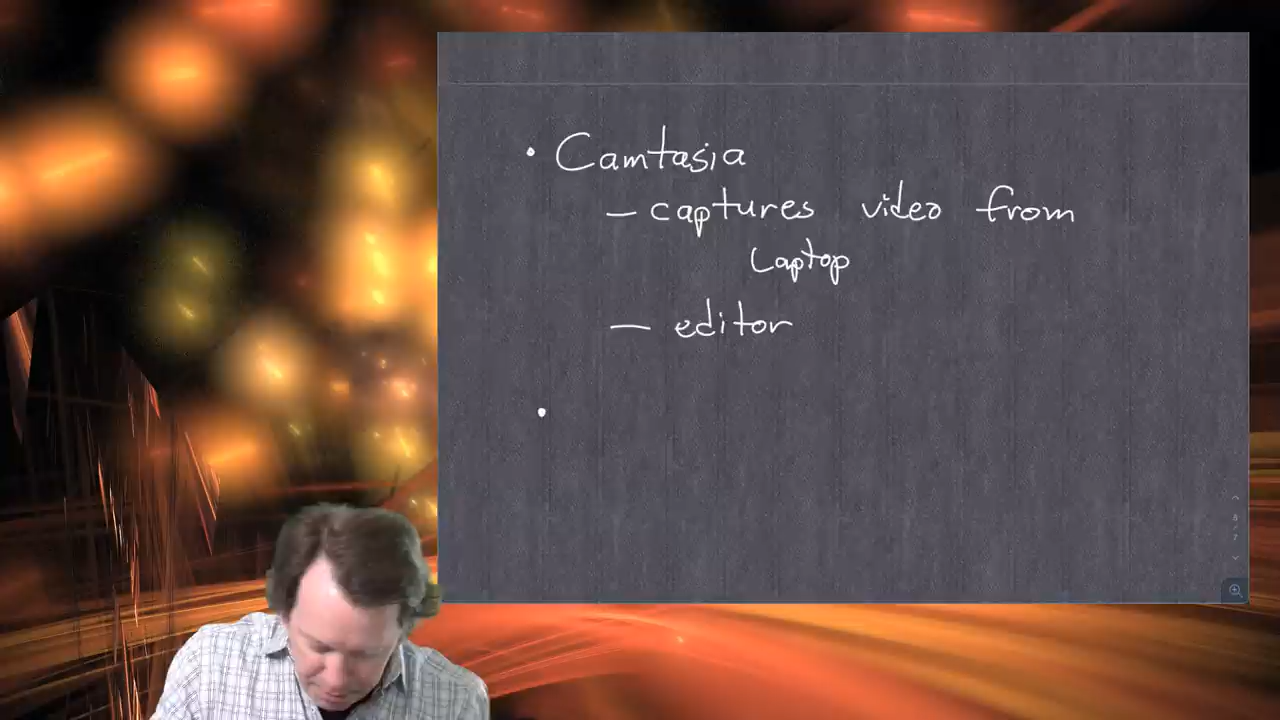 • Camtasia
— captures video from
Laptop
— editor
•